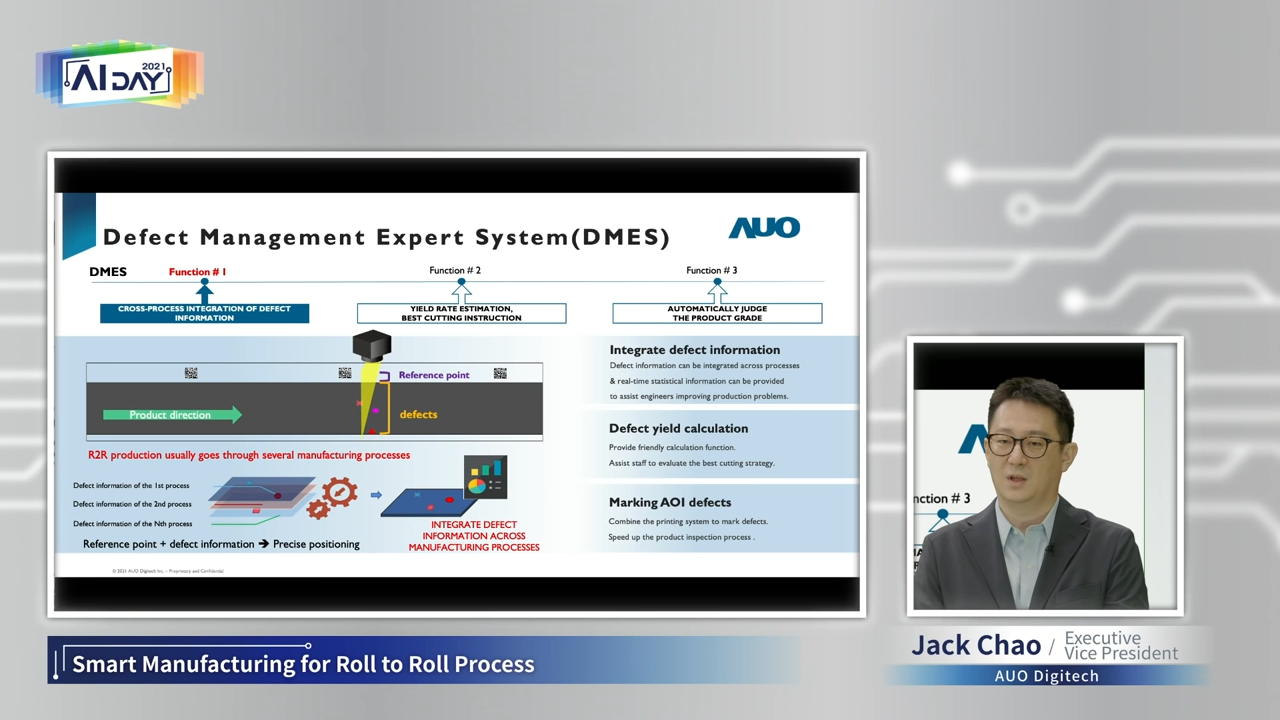 AI DAY 2021
Defect Management Expert System(DMES)
AUO
DMES
Function # 1
Function # 2
Function # 3
CROSS-PROCESS INTEGRATION OF DEFECT
INFORMATION
YIELD RATE ESTIMATION,
BEST CUTTING INSTRUCTION
AUTOMATICALLY JUDGE
THE PRODUCT GRADE
Reference point
Product direction
defects
R2R production usually goes through several manufacturing processes
Defect information of the 1st process
Defect information of the 2nd process
Defect information of the Nth process
Reference point + defect information ➔ Precise positioning
INTEGRATE DEFECT
INFORMATION ACROSS
MANUFACTURING PROCESSES
Integrate defect information
Defect information can be integrated across processes
& real-time statistical information can be provided
to assist engineers improving production problems.
Defect yield calculation
Provide friendly calculation function.
Assist staff to evaluate the best cutting strategy.
Marking AOI defects
Combine the printing system to mark defects.
Speed up the product inspection process .
© 2021 AUO Digitech Inc. – Proprietary and Confidential
nction # 3
Smart Manufacturing for Roll to Roll Process
Jack Chao / Executive
Vice President
AUO Digitech